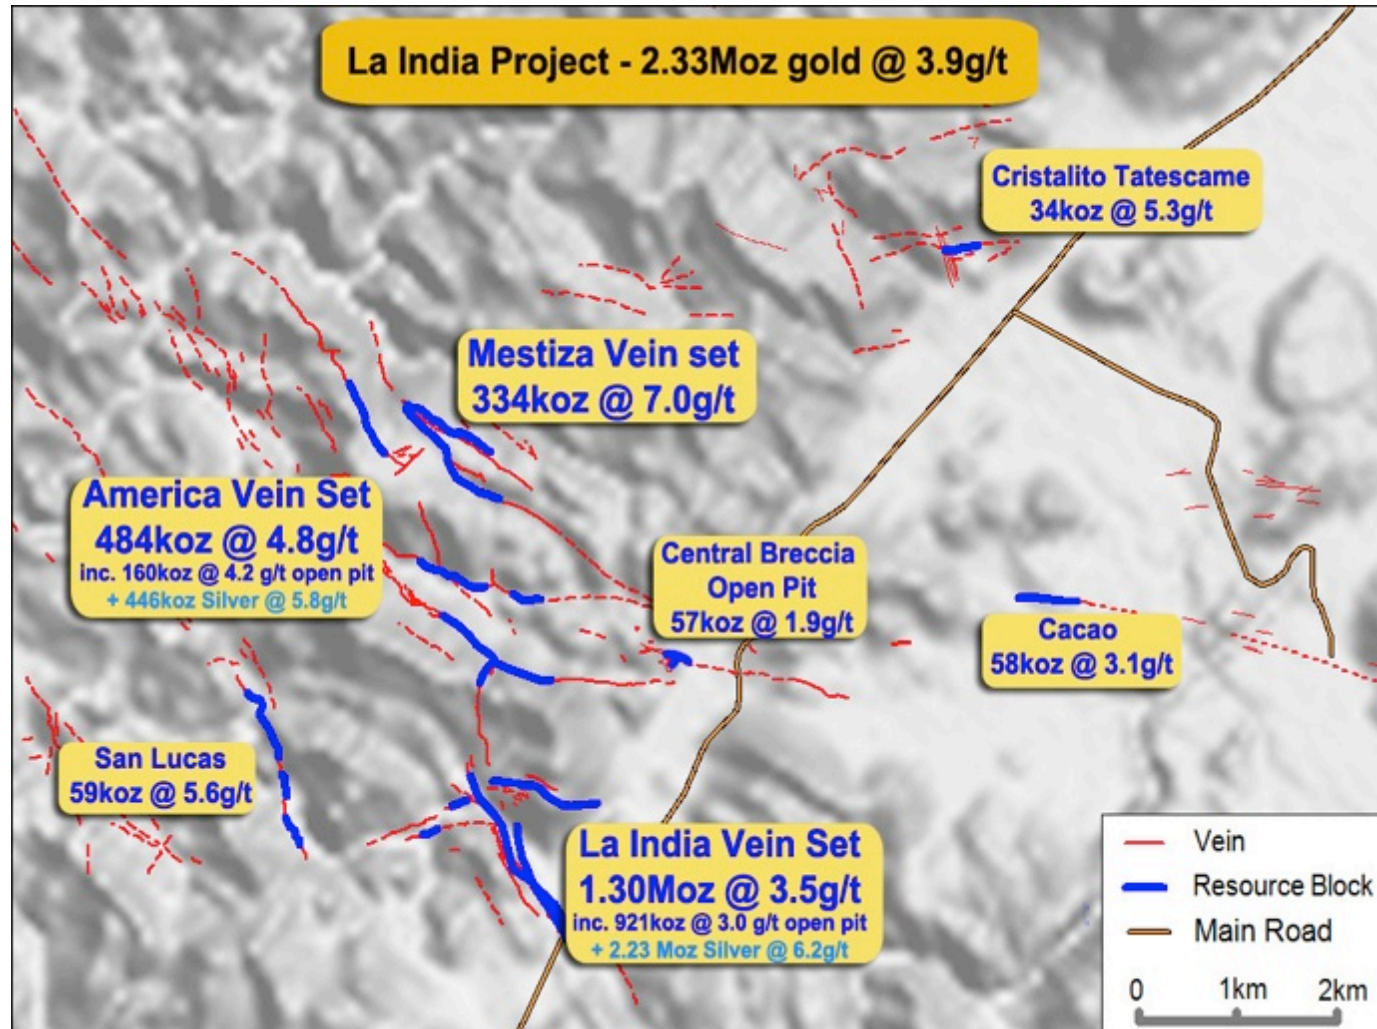 La India Project - 2.33Moz gold @ 3.9g/t
Cristalito Tatescame
34koz @ 5.3g/t
Mestiza Vein set
334koz @ 7.0g/t
America Vein Set
484koz @ 4.8g/t
inc. 160koz @ 4.2 g/t open pit
+ 446koz Silver @ 5.8g/t
Central Breccia
Open Pit
57koz @ 1.9g/t
Cacao
58koz @ 3.1g/t
San Lucas
59koz @ 5.6g/t
La India Vein Set
1.30Moz @ 3.5g/t
inc. 921koz @ 3.0 g/t open pit
+ 2.23 Moz Silver @ 6.2g/t
Vein
Resource Block
Main Road
0 1km 2km